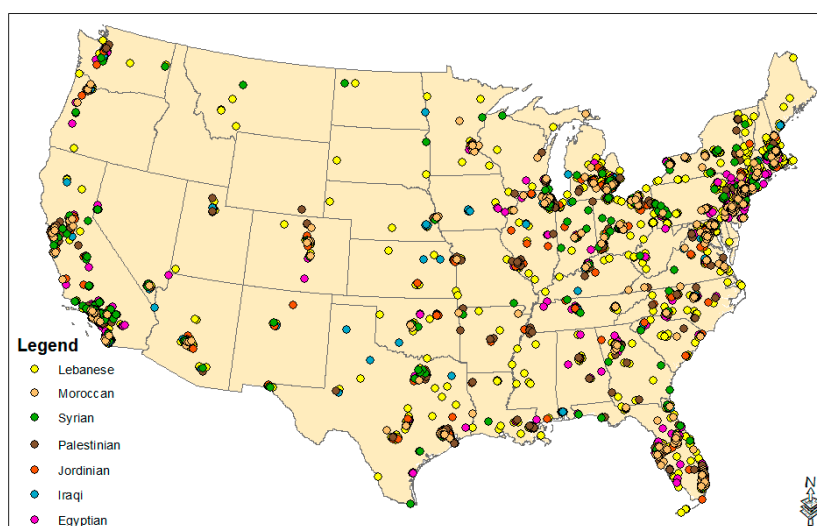 Legend
Lebanese
Moroccan
Syrian
Palestinian
Jordinian
Iraqi
Egyptian
N